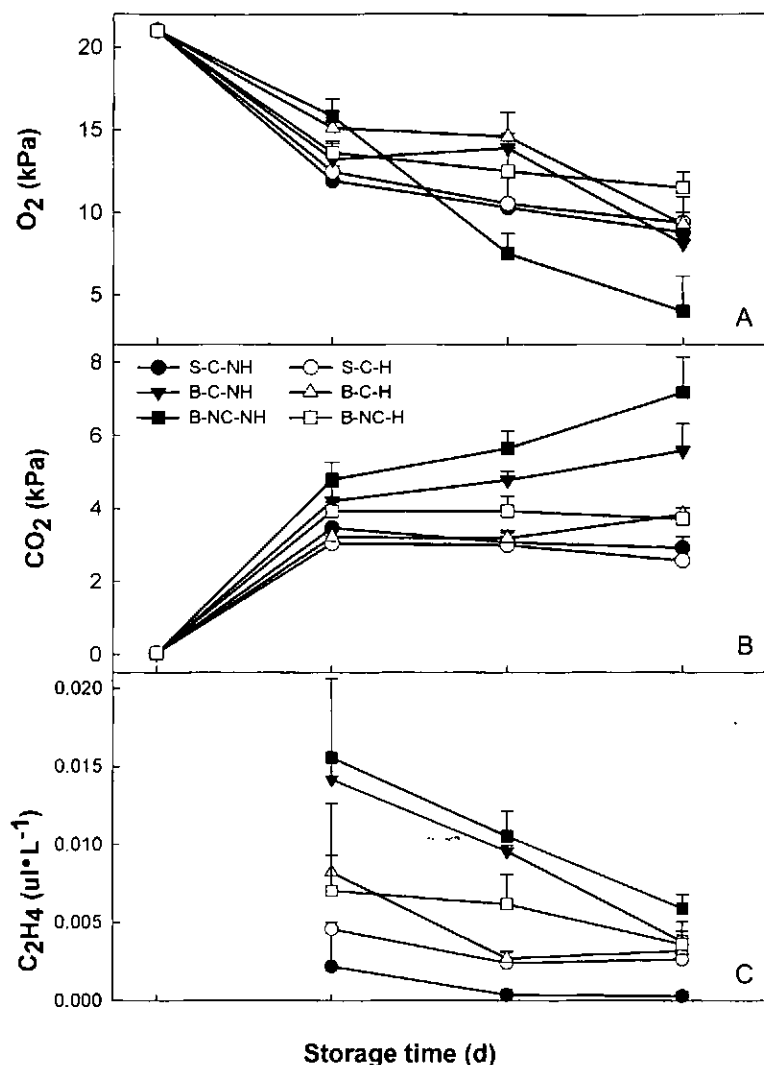 20
15
10
5
O2 (kPa)
A
8
6
4
2
0
CO2 (kPa)
S-C-NH S-C-H
B-C-NH B-C-H
B-NC-NH B-NC-H
B
0.020
0.015
0.010
0.005
0.000
C2H4 (ul•L-1)
C
Storage time (d)